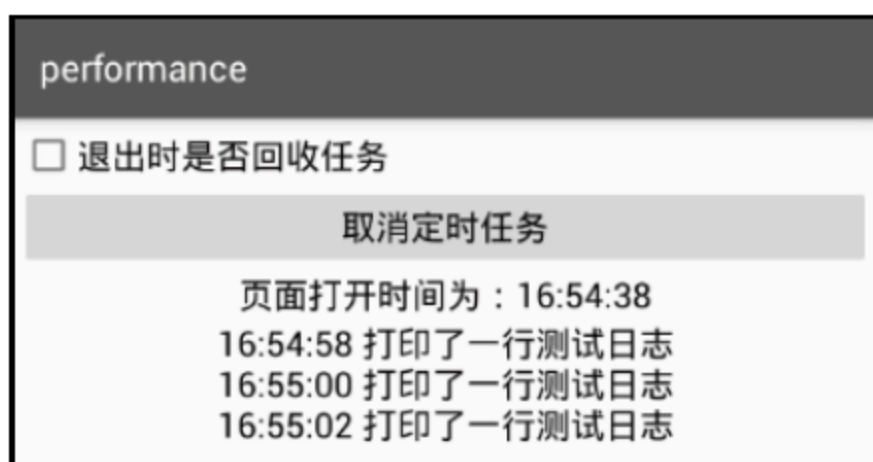 performance
退出时是否回收任务
取消定时任务
页面打开时间为：16:54:38
16:54:58 打印了一行测试日志
16:55:00 打印了一行测试日志
16:55:02 打印了一行测试日志